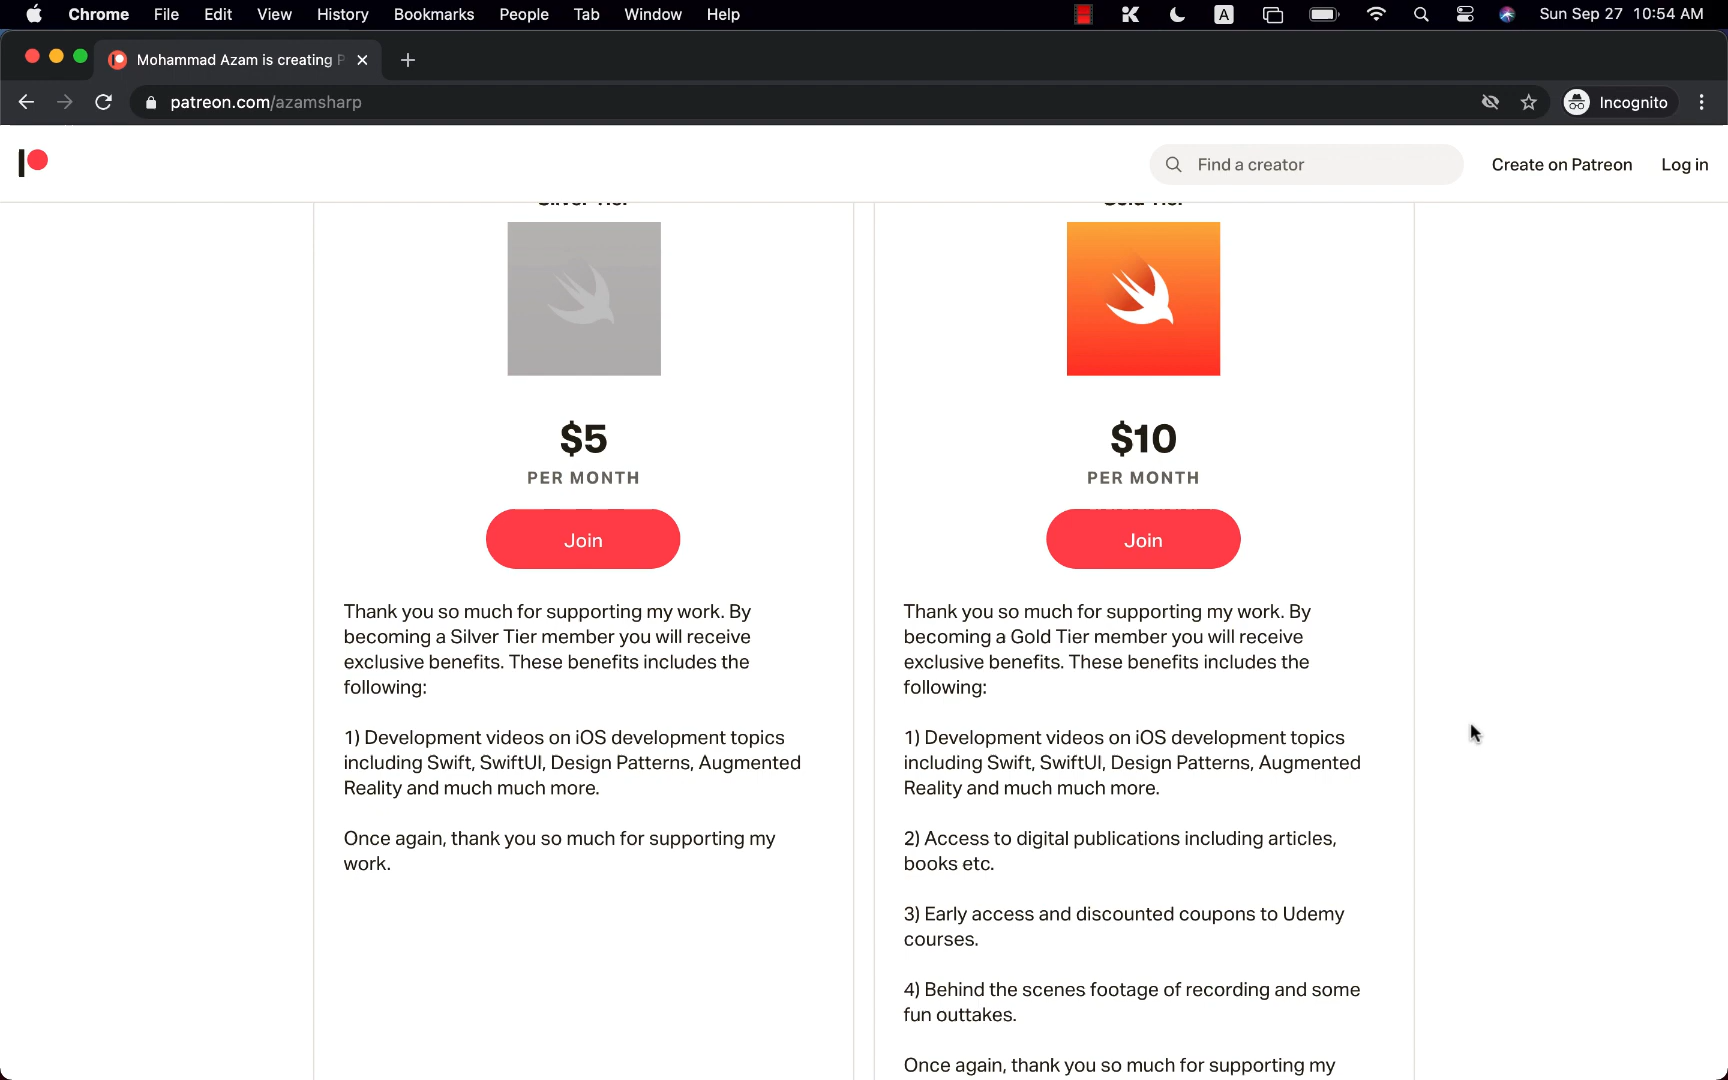 Chrome File Edit View History Bookmarks People Tab Window Help A Sun Sep 27 10:54 AM
Mohammad Azam is creating P
patreon.com/azamsharp Incognito
Find a creator Create on Patreon Log in
Silver Tier Gold Tier
$5
PER MONTH
Join
Thank you so much for supporting my work. By
becoming a Silver Tier member you will receive
exclusive benefits. These benefits includes the
following:
1) Development videos on iOS development topics
including Swift, SwiftUI, Design Patterns, Augmented
Reality and much much more.
Once again, thank you so much for supporting my
work.
$10
PER MONTH
Join
Thank you so much for supporting my work. By
becoming a Gold Tier member you will receive
exclusive benefits. These benefits includes the
following:
1) Development videos on iOS development topics
including Swift, SwiftUI, Design Patterns, Augmented
Reality and much much more.
2) Access to digital publications including articles,
books etc.
3) Early access and discounted coupons to Udemy
courses.
4) Behind the scenes footage of recording and some
fun outtakes.
Once again, thank you so much for supporting my